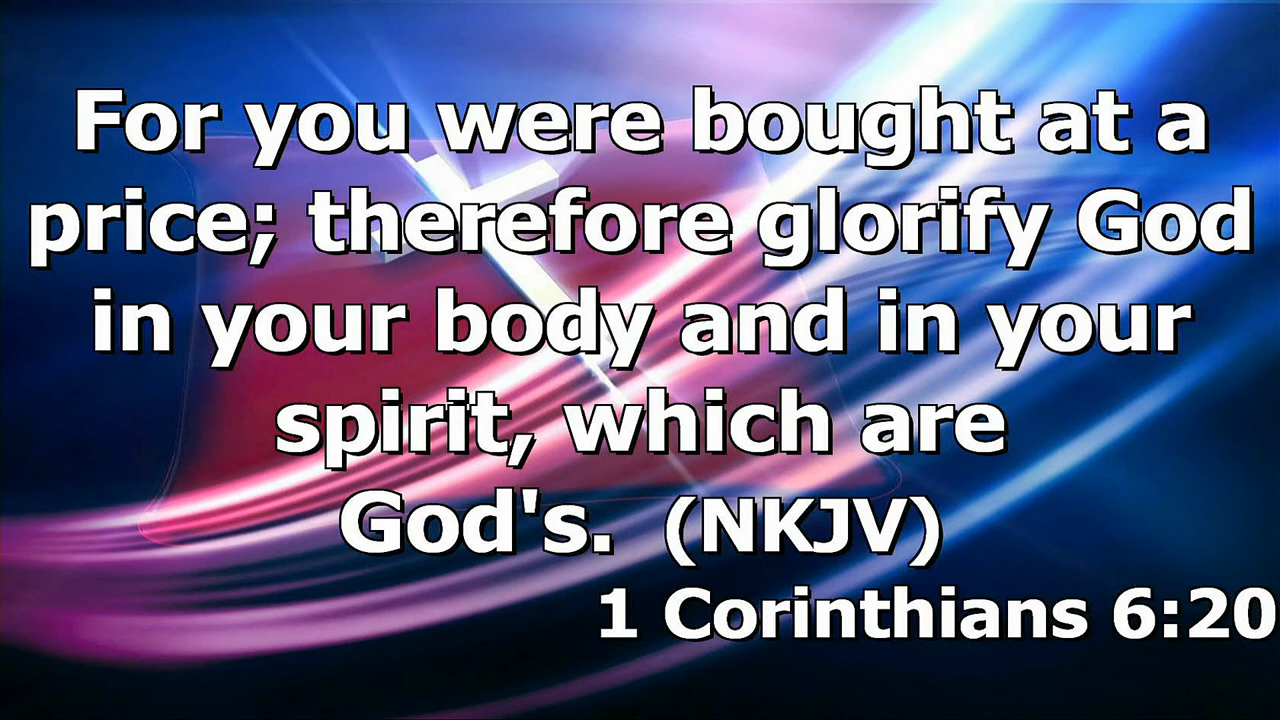 For you were bought at a
price; therefore glorify God
in your body and in your
spirit, which are
God's. (NKJV)
1 Corinthians 6:20